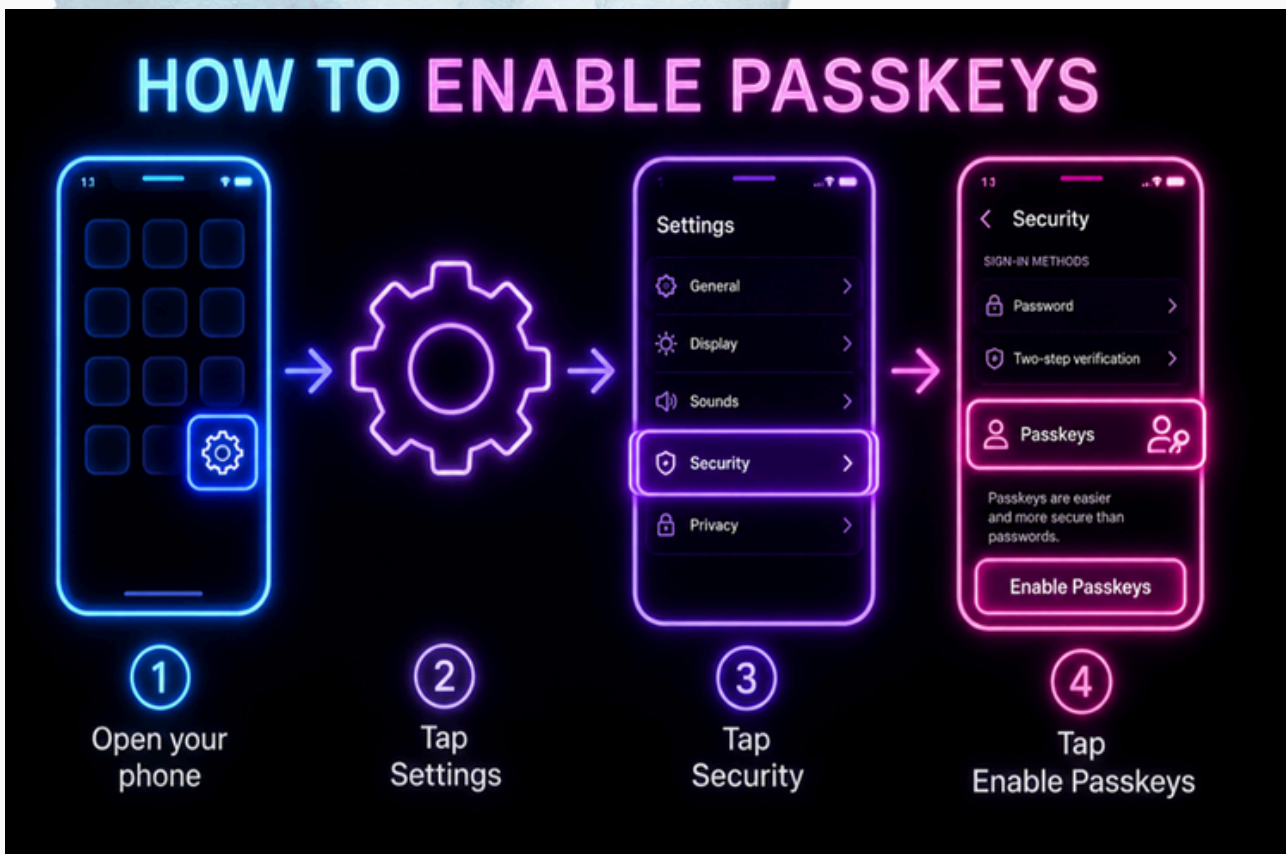 HOW TO ENABLE PASSKEYS
13
Settings
General
Display
Sounds
Security
Privacy
13
Security
SIGN-IN METHODS
Password
Two-step verification
Passkeys
Passkeys are easier
and more secure than
passwords.
Enable Passkeys
1
Open your
phone
2
Tap
Settings
3
Tap
Security
4
Tap
Enable Passkeys